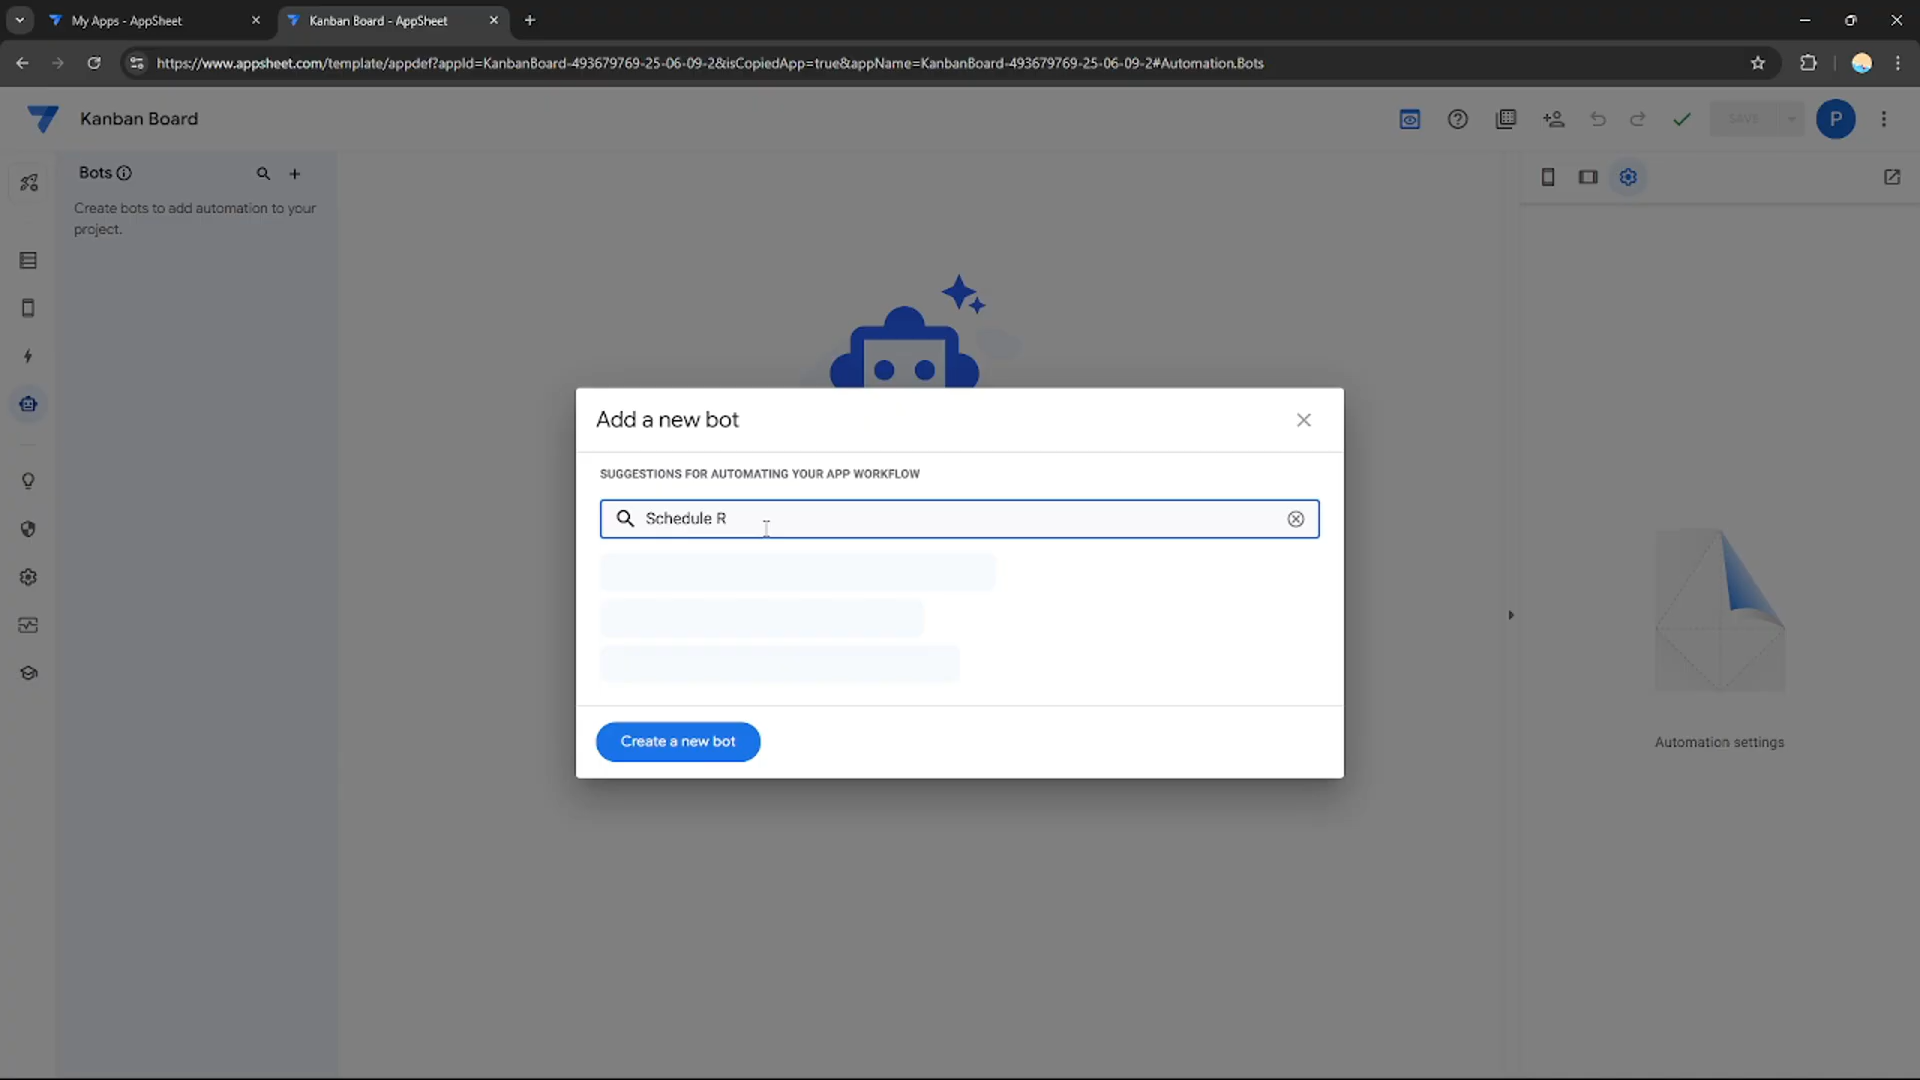 My Apps - AppSheet
Kanban Board - AppSheet
https://www.appsheet.com/template/appdef?appId=KanbanBoard-493679769-25-06-09-2&isCopiedApp=true&appName=KanbanBoard-493679769-25-06-09-2#Automation.Bots
Kanban Board
SAVE
P
Bots
Create bots to add automation to your
project.
Add a new bot
SUGGESTIONS FOR AUTOMATING YOUR APP WORKFLOW
Schedule R
Create a new bot
Automation settings